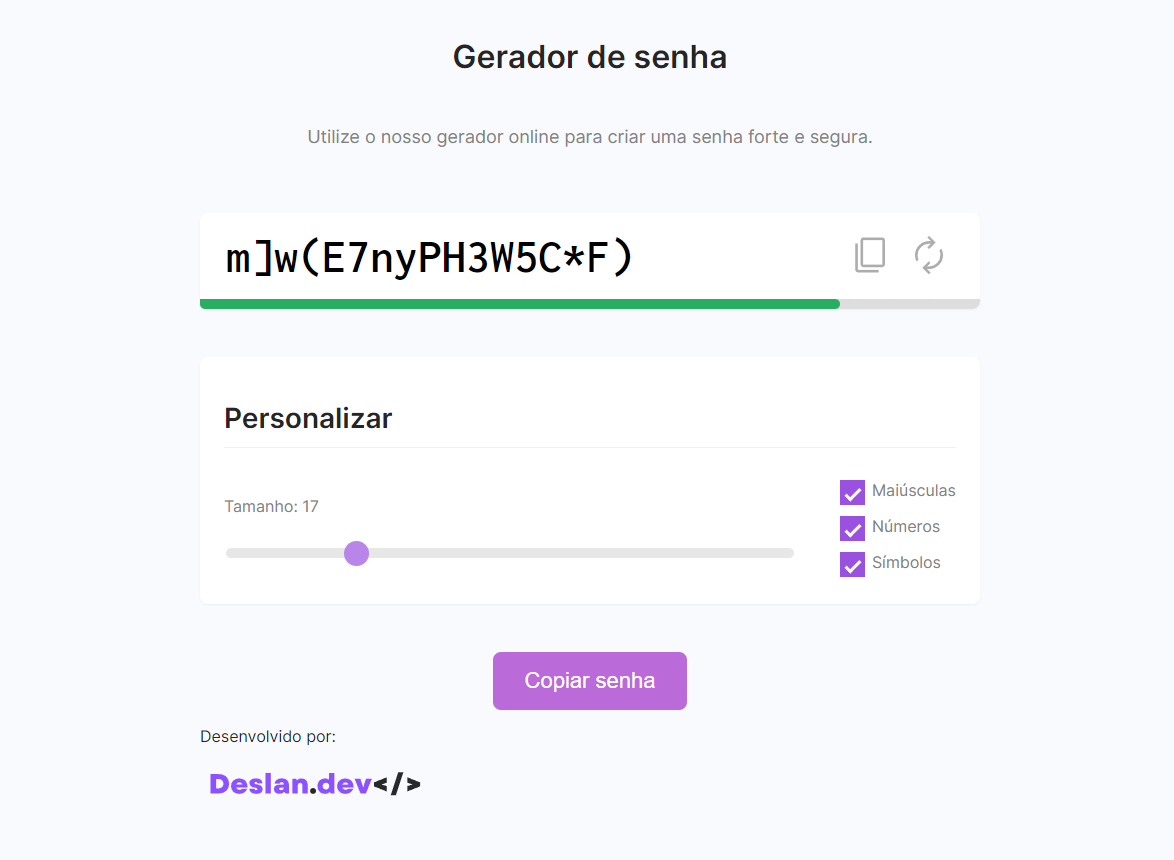 Gerador de senha
Utilize o nosso gerador online para criar uma senha forte e segura.
m]w(E7nyPH3W5C*F)
Personalizar
Tamanho: 17
Maiúsculas
Números
Símbolos
Copiar senha
Desenvolvido por:
Deslan.dev</>